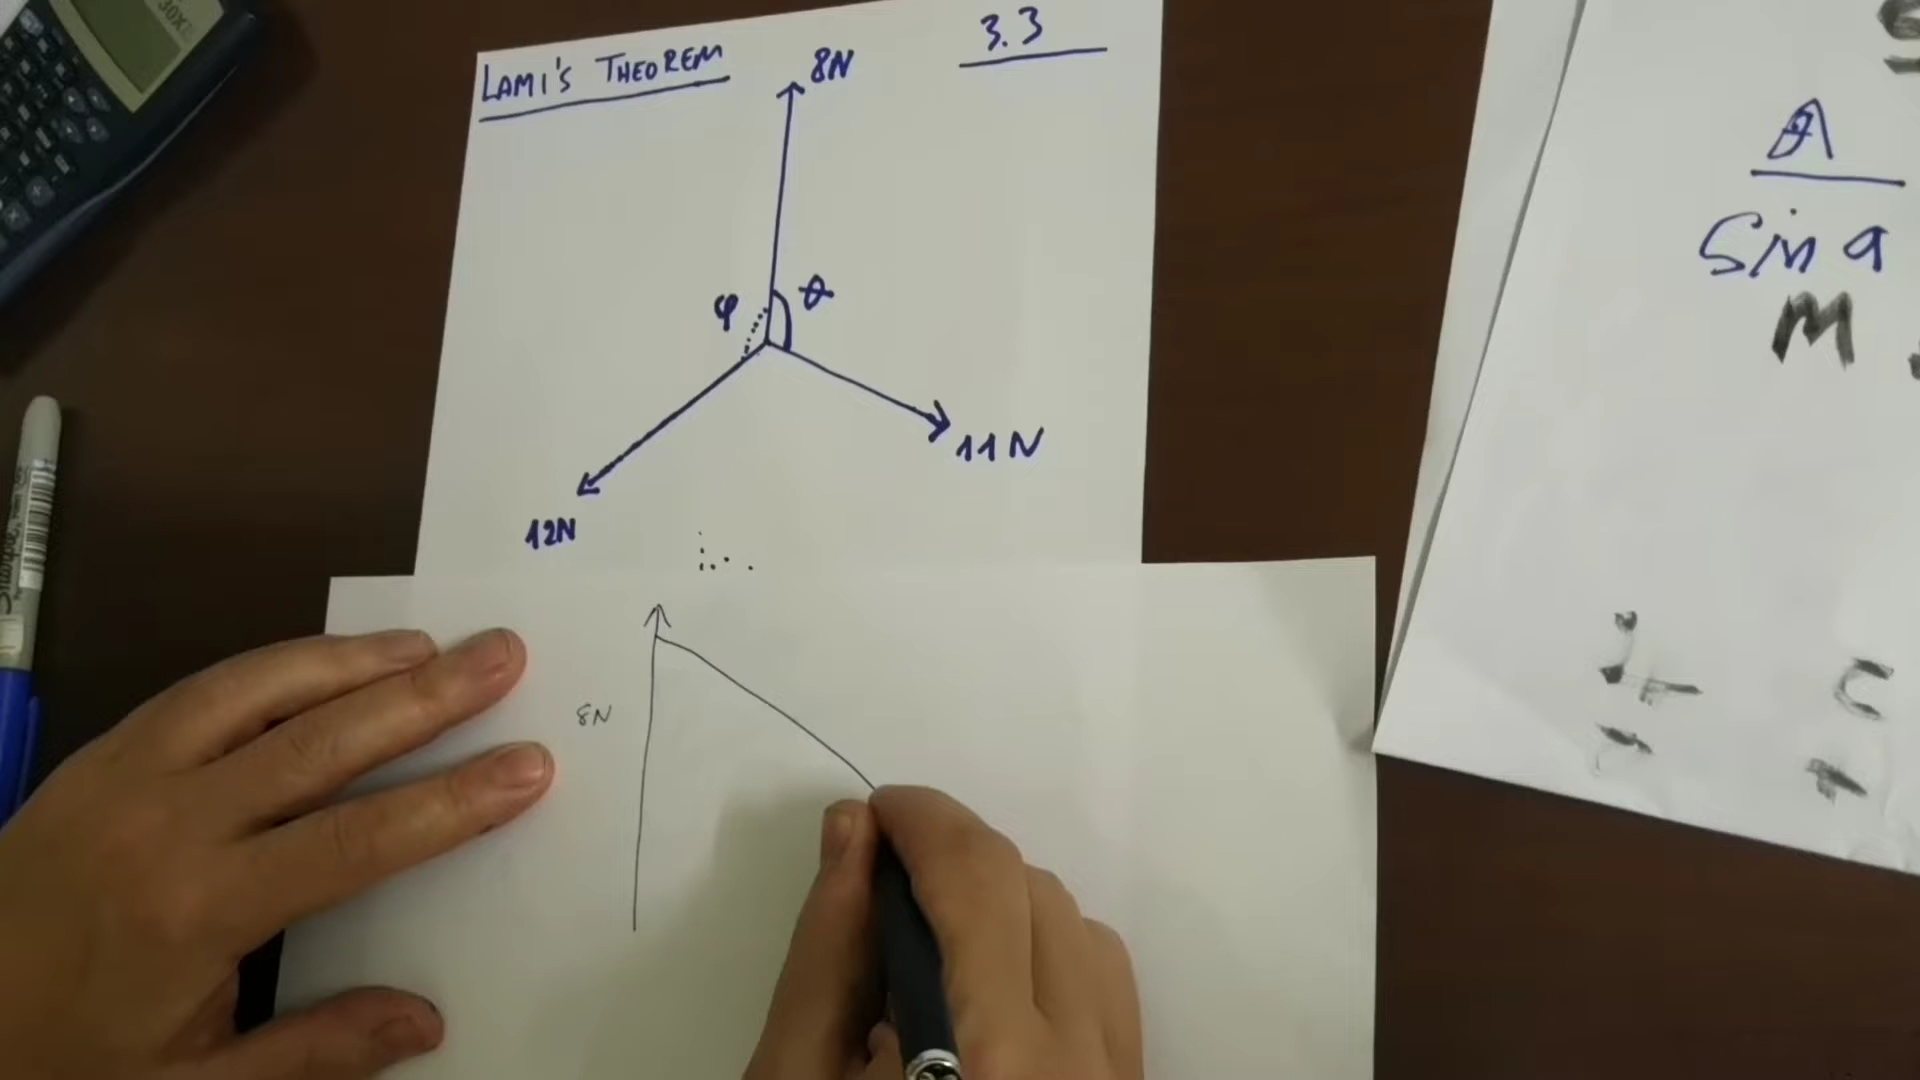 LAMI'S THEOREM
3.3
8N
φ θ
11N
12N
8N
A
Sin a
M